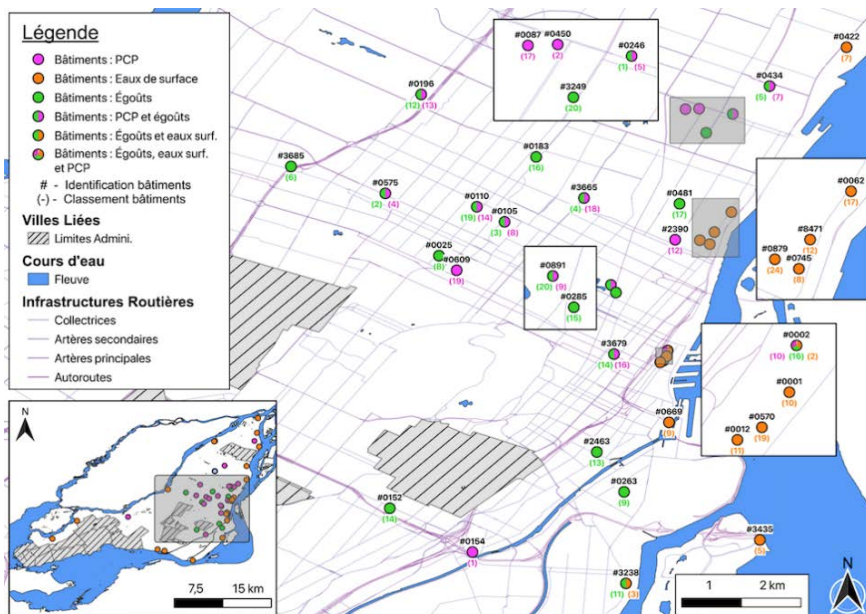 Légende
Bâtiments : PCP
Bâtiments : Eaux de surface
Bâtiments : Égoûts
Bâtiments : PCP et égoûts
Bâtiments : Égoûts et eaux surf.
Bâtiments : Égoûts, eaux surf.
et PCP
# - Identification bâtiments
(-) - Classement bâtiments
Villes Liées
Limites Admini.
Cours d'eau
Fleuve
Infrastructures Routières
Collectrices
Artères secondaires
Artères principales
Autoroutes
#0087 #0450
(17) (2)
#0246
(1) (5)
#3249
(20)
#0422
(7)
#0434
(5) (7)
#0196
(12) (13)
#3685
(6)
#0183
(16)
#0575
(2) (4)
#0110
(19) (14)
#0105
(3) (8)
#3665
(4) (18)
#0481
(17)
#2390
(12)
#0062
(17)
#8471
(12)
#0879
(24)
#0745
(8)
#0025
(8)
#0609
(19)
#0891
(20) (9)
#0285
(15)
#3679
(14) (16)
#0002
(10) (16) (2)
#0001
(10)
#0570
(19)
#0012
(11)
#0669
(9)
#2463
(13)
#0263
(9)
#0152
(14)
#0154
(1)
#3435
(5)
#3238
(11) (3)
N
7,5 15 km
1 2 km
N